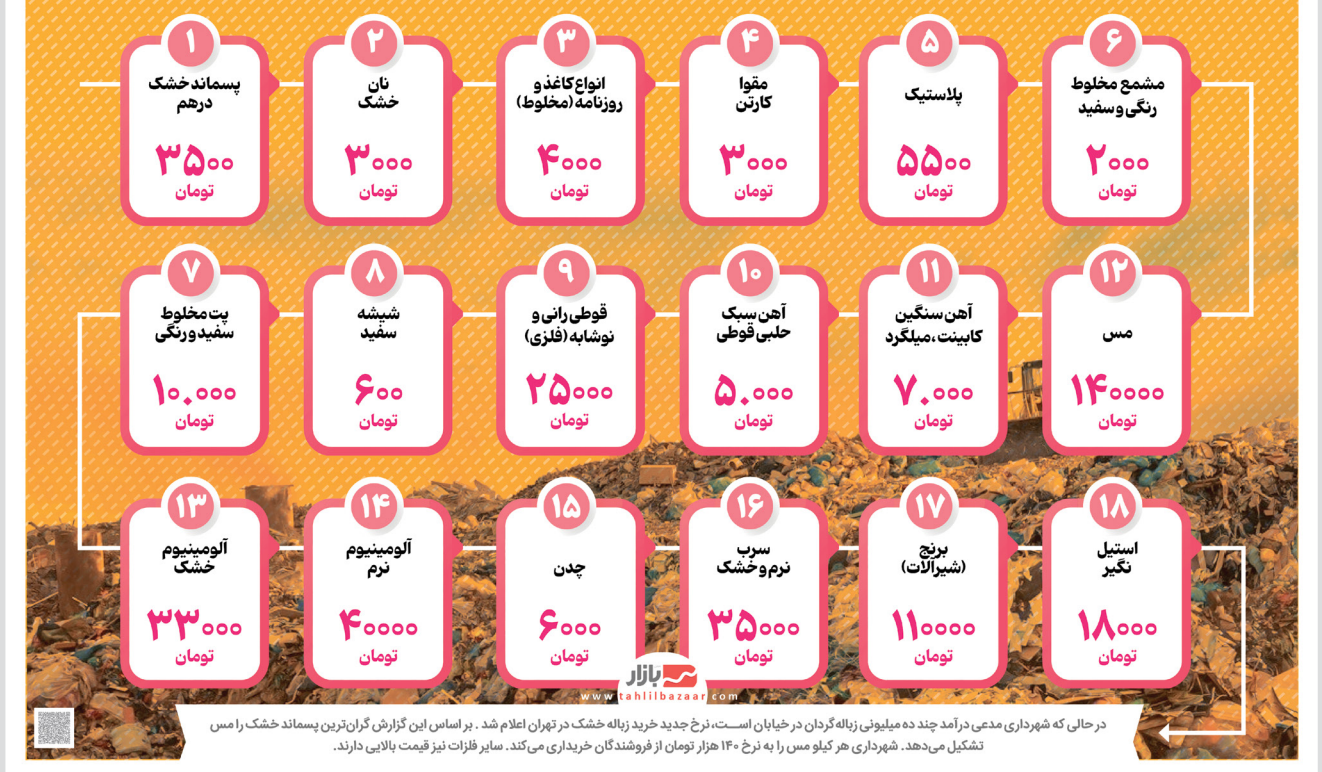 ۱
پسماند خشک
درهم
۳۵۰۰
تومان
۲
نان
خشک
۳۰۰۰
تومان
۳
انواع کاغذ و
روزنامه (مخلوط)
۴۰۰۰
تومان
۴
مقوا
کارتن
۳۰۰۰
تومان
۵
پلاستیک
۵۵۰۰
تومان
۶
مشمع مخلوط
رنگی و سفید
۲۰۰۰
تومان
۷
پت مخلوط
سفید و رنگی
۱۰.۰۰۰
تومان
۸
شیشه
سفید
۶۰۰
تومان
۹
قوطی رانی و
نوشابه (فلزی)
۲۵۰۰۰
تومان
۱۰
آهن سبک
حلبی قوطی
۵.۰۰۰
تومان
۱۱
آهن سنگین
کابینت، میلگرد
۷.۰۰۰
تومان
۱۲
مس
۱۴۰۰۰۰
تومان
۱۳
آلومینیوم
خشک
۳۳۰۰۰
تومان
۱۴
آلومینیوم
نرم
۴۰۰۰۰
تومان
۱۵
چدن
۶۰۰۰
تومان
۱۶
سرب
نرم و خشک
۳۵۰۰۰
تومان
۱۷
برنج
(شیرآلات)
۱۱۰۰۰۰
تومان
۱۸
استیل
نگیر
۱۸۰۰۰
تومان
بازار
www.tahlilbazaar.com
در حالی که شهرداری مدعی درآمد چند ده میلیونی زباله گردان در خیابان است، نرخ جدید خرید زباله خشک در تهران اعلام شد . بر اساس این گزارش گران‌ترین پسماند خشک را مس
تشکیل می‌دهد. شهرداری هر کیلو مس را به نرخ ۱۴۰ هزار تومان از فروشندگان خریداری می‌کند. سایر فلزات نیز قیمت بالایی دارند.